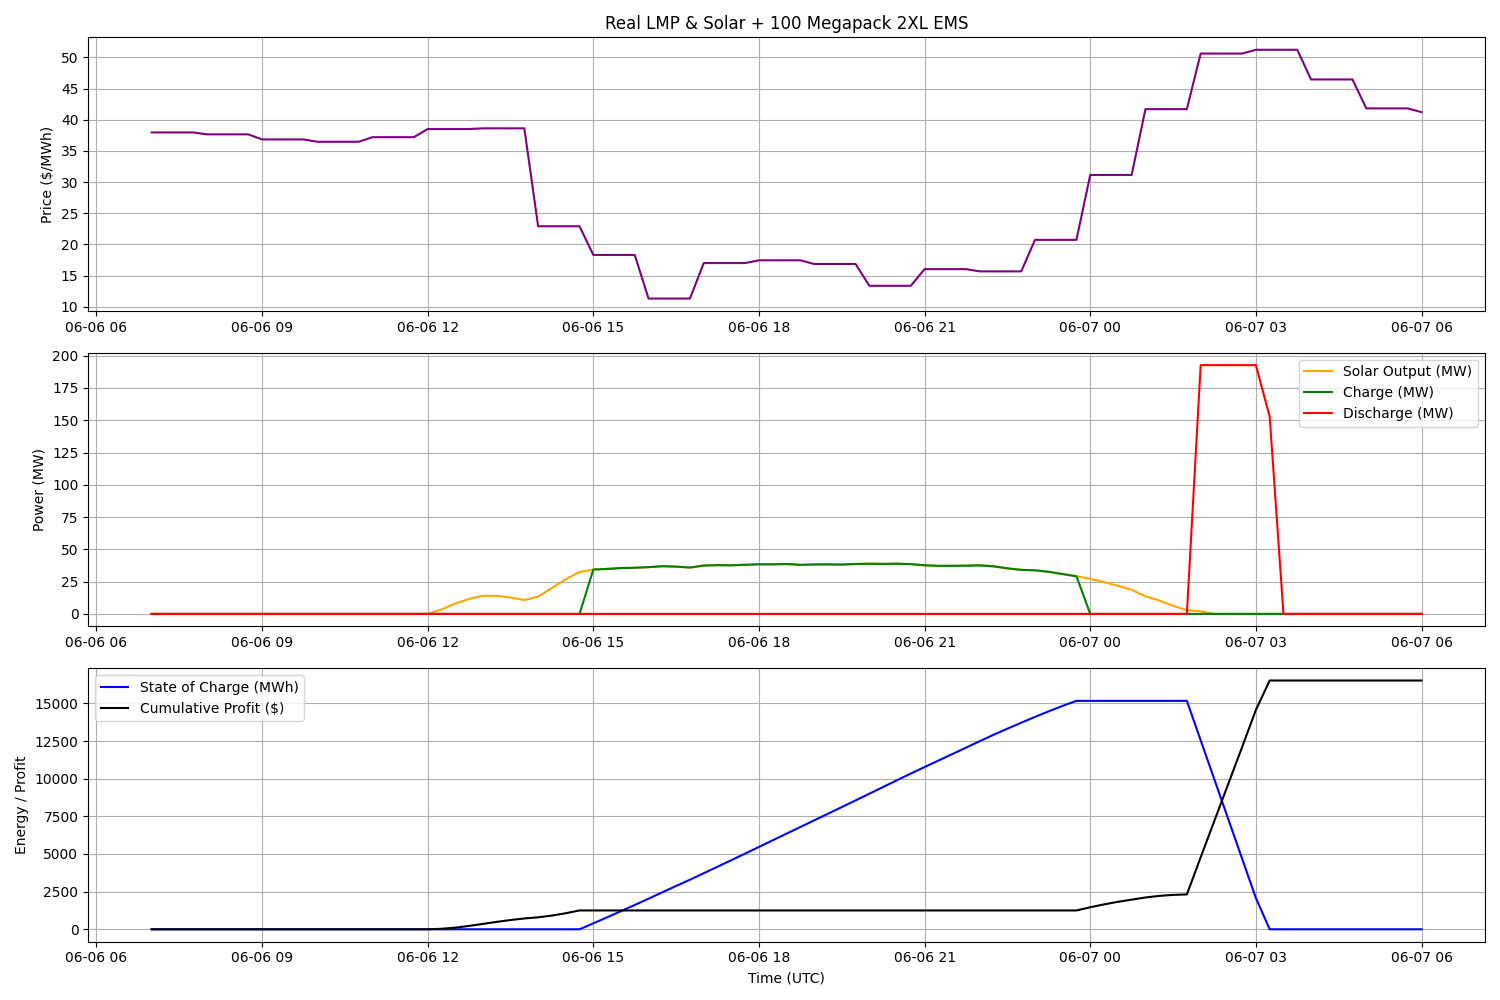 Real LMP & Solar + 100 Megapack 2XL EMS
Price ($/MWh)
50
45
40
35
30
25
20
15
10
06-06 06 06-06 09 06-06 12 06-06 15 06-06 18 06-06 21 06-07 00 06-07 03 06-07 06
Power (MW)
200
175
150
125
100
75
50
25
0
Solar Output (MW)
Charge (MW)
Discharge (MW)
06-06 06 06-06 09 06-06 12 06-06 15 06-06 18 06-06 21 06-07 00 06-07 03 06-07 06
Energy / Profit
15000
12500
10000
7500
5000
2500
0
State of Charge (MWh)
Cumulative Profit ($)
06-06 06 06-06 09 06-06 12 06-06 15 06-06 18 06-06 21 06-07 00 06-07 03 06-07 06
Time (UTC)